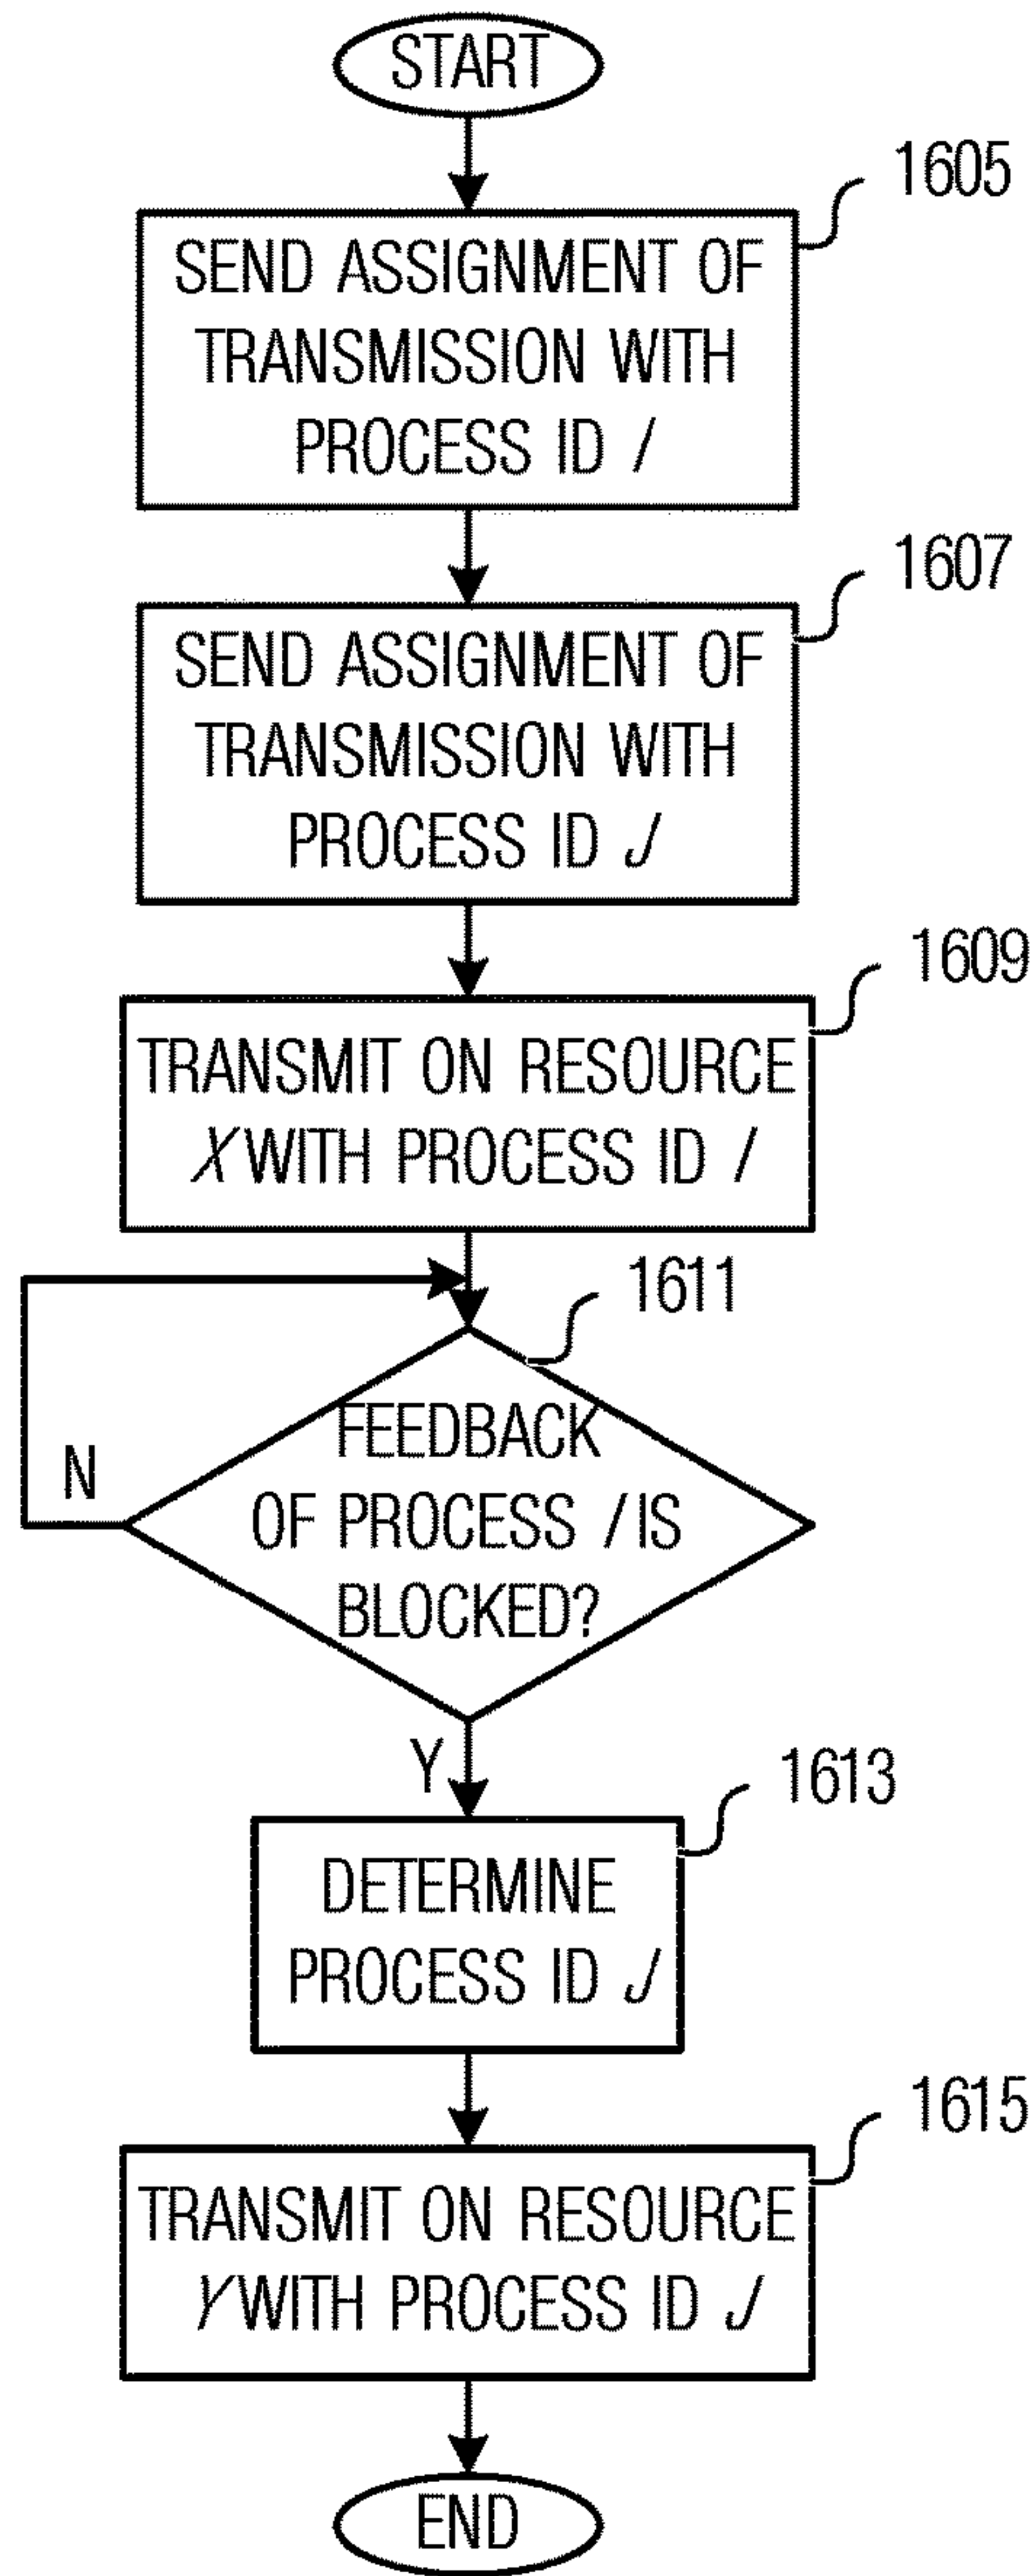 START
1605
SEND ASSIGNMENT OF
TRANSMISSION WITH
PROCESS ID I
1607
SEND ASSIGNMENT OF
TRANSMISSION WITH
PROCESS ID J
1609
TRANSMIT ON RESOURCE
X WITH PROCESS ID I
1611
FEEDBACK
OF PROCESS I IS
BLOCKED?
N
Y
1613
DETERMINE
PROCESS ID J
1615
TRANSMIT ON RESOURCE
Y WITH PROCESS ID J
END